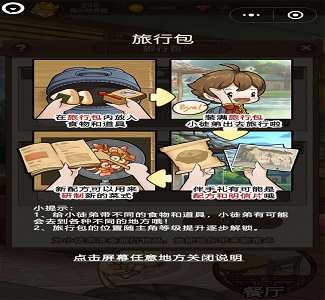 旅行包
在旅行包内放入
食物和道具
Bye!
装满旅行包
小徒弟出去旅行啦
新配方可以用来
研制新的菜式
伴手礼有可能是
配方和明信片哦
小提示：
1、给小徒弟带不同的食物和道具，小徒弟有可能
会去到各种不同的地方哦！
2、旅行包的位置随主角等级提升逐步解锁。
点击屏幕任意地方关闭说明
餐厅